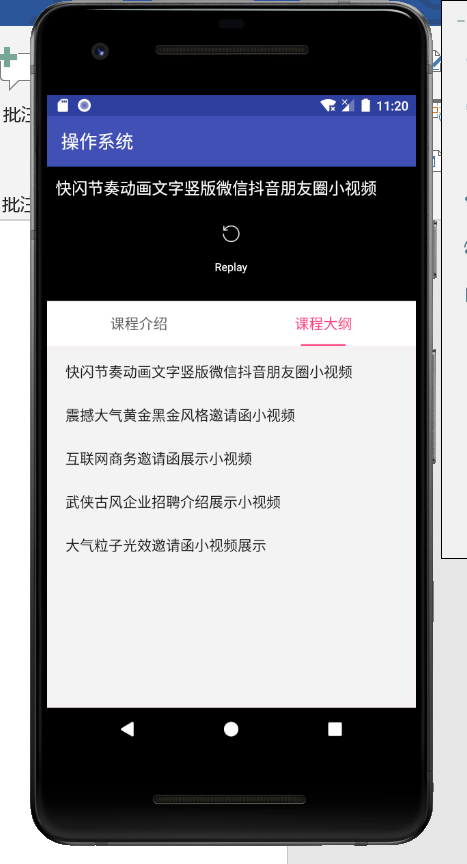 11:20
操作系统
快闪节奏动画文字竖版微信抖音朋友圈小视频
Replay
课程介绍
课程大纲
快闪节奏动画文字竖版微信抖音朋友圈小视频
震撼大气黄金黑金风格邀请函小视频
互联网商务邀请函展示小视频
武侠古风企业招聘介绍展示小视频
大气粒子光效邀请函小视频展示
批注
批注